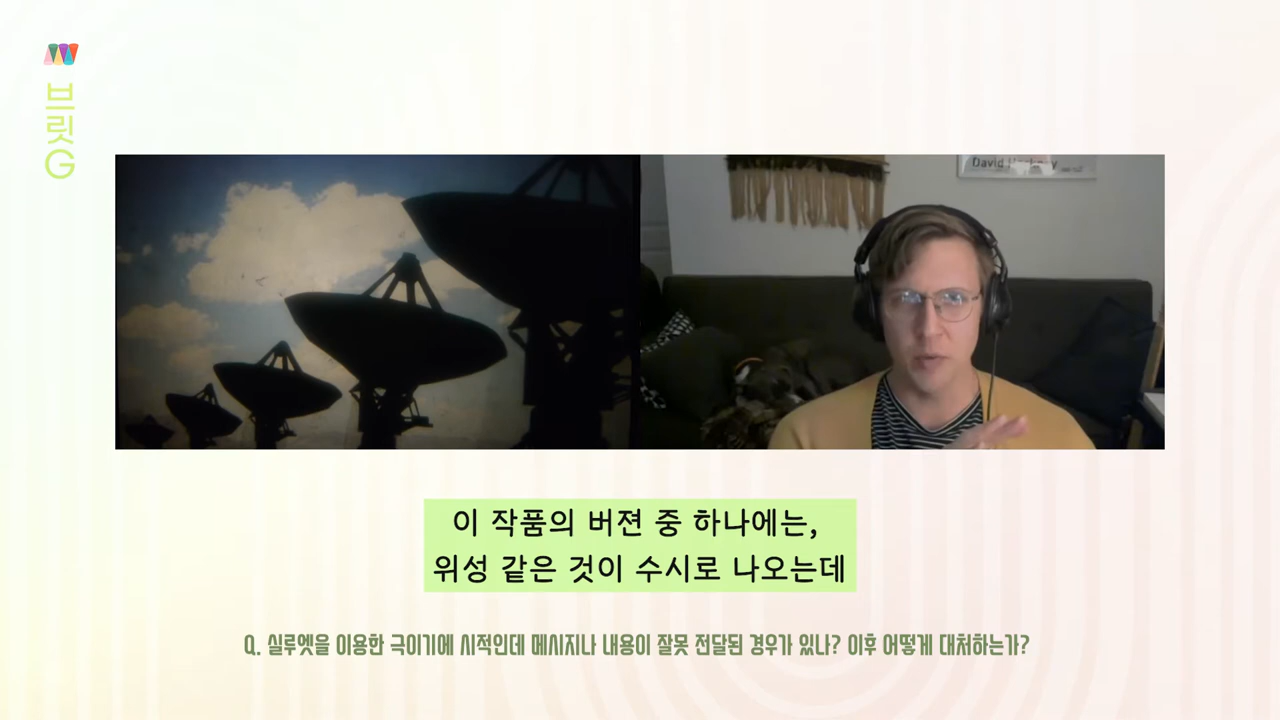 브릿G
David Hockney
이 작품의 버젼 중 하나에는,
위성 같은 것이 수시로 나오는데
Q. 실루엣을 이용한 극이기에 시적인데 메시지나 내용이 잘못 전달된 경우가 있나? 이후 어떻게 대처하는가?